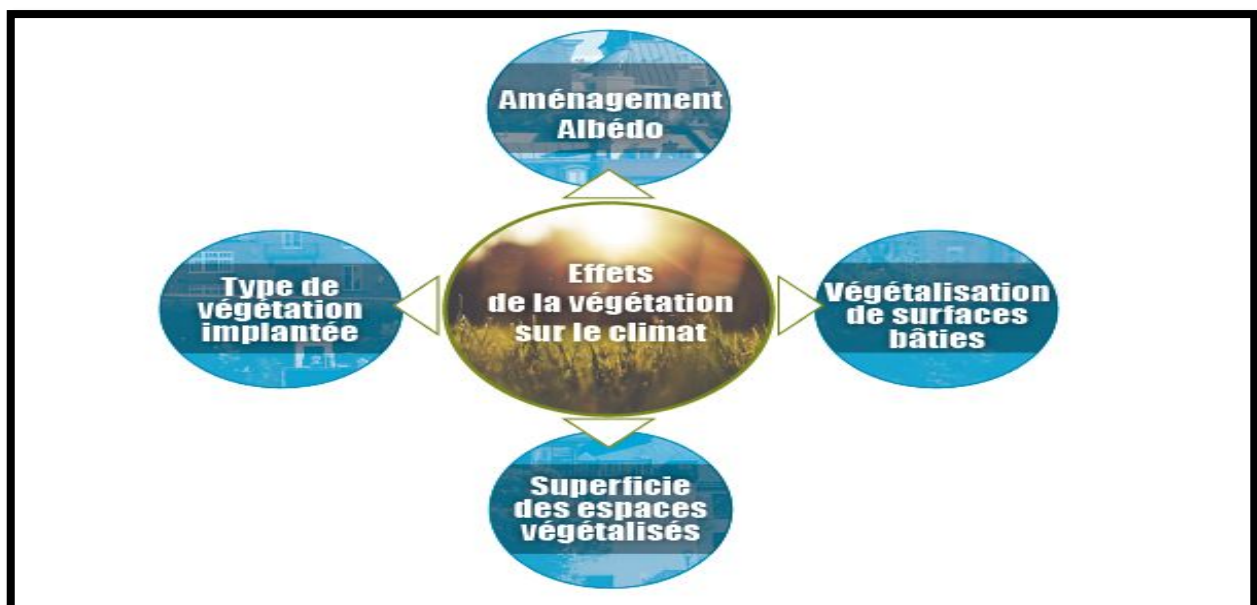 Aménagement
Albédo
Type de
végétation
implantée
Effets
de la végétation
sur le climat
Végétalisation
de surfaces
bâties
Superficie
des espaces
végétalisés